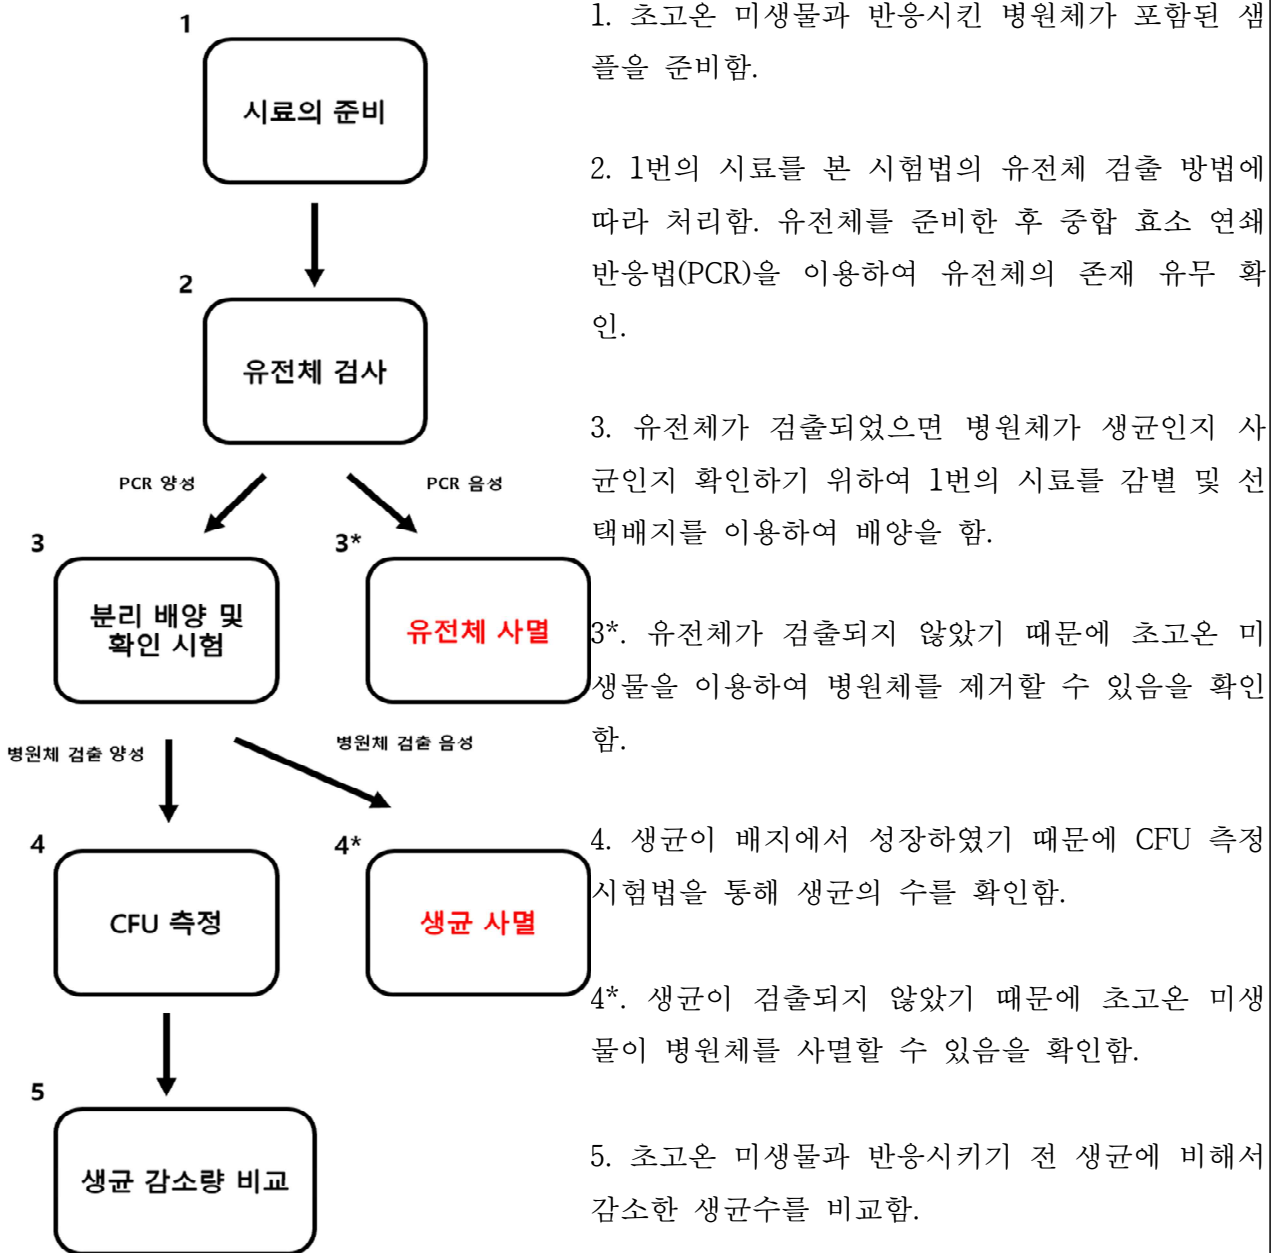 1
시료의 준비
2
유전체 검사
PCR 양성
PCR 음성
3
분리 배양 및
확인 시험
3*
유전체 사멸
병원체 검출 양성
병원체 검출 음성
4
CFU 측정
4*
생균 사멸
5
생균 감소량 비교
1. 초고온 미생물과 반응시킨 병원체가 포함된 샘
플을 준비함.
2. 1번의 시료를 본 시험법의 유전체 검출 방법에
따라 처리함. 유전체를 준비한 후 중합 효소 연쇄
반응법(PCR)을 이용하여 유전체의 존재 유무 확
인.
3. 유전체가 검출되었으면 병원체가 생균인지 사
균인지 확인하기 위하여 1번의 시료를 감별 및 선
택배지를 이용하여 배양을 함.
3*. 유전체가 검출되지 않았기 때문에 초고온 미
생물을 이용하여 병원체를 제거할 수 있음을 확인
함.
4. 생균이 배지에서 성장하였기 때문에 CFU 측정
시험법을 통해 생균의 수를 확인함.
4*. 생균이 검출되지 않았기 때문에 초고온 미생
물이 병원체를 사멸할 수 있음을 확인함.
5. 초고온 미생물과 반응시키기 전 생균에 비해서
감소한 생균수를 비교함.